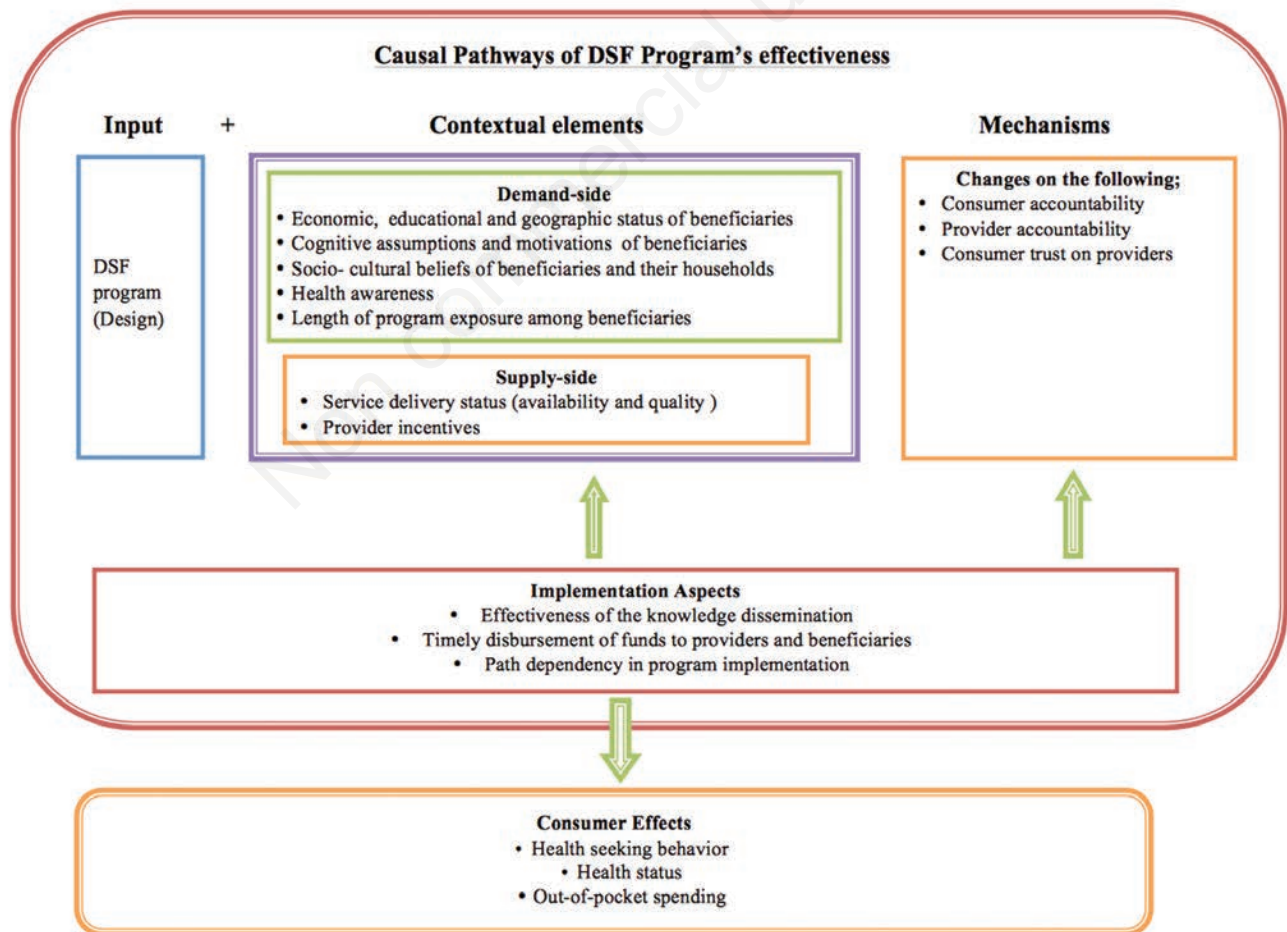 Causal Pathways of DSF Program's effectiveness
Input + Contextual elements Mechanisms
DSF
program
(Design)
Demand-side
• Economic, educational and geographic status of beneficiaries
• Cognitive assumptions and motivations of beneficiaries
• Socio- cultural beliefs of beneficiaries and their households
• Health awareness
• Length of program exposure among beneficiaries
Supply-side
• Service delivery status (availability and quality )
• Provider incentives
Changes on the following;
• Consumer accountability
• Provider accountability
• Consumer trust on providers
Implementation Aspects
• Effectiveness of the knowledge dissemination
• Timely disbursement of funds to providers and beneficiaries
• Path dependency in program implementation
Consumer Effects
• Health seeking behavior
• Health status
• Out-of-pocket spending
Non commercial